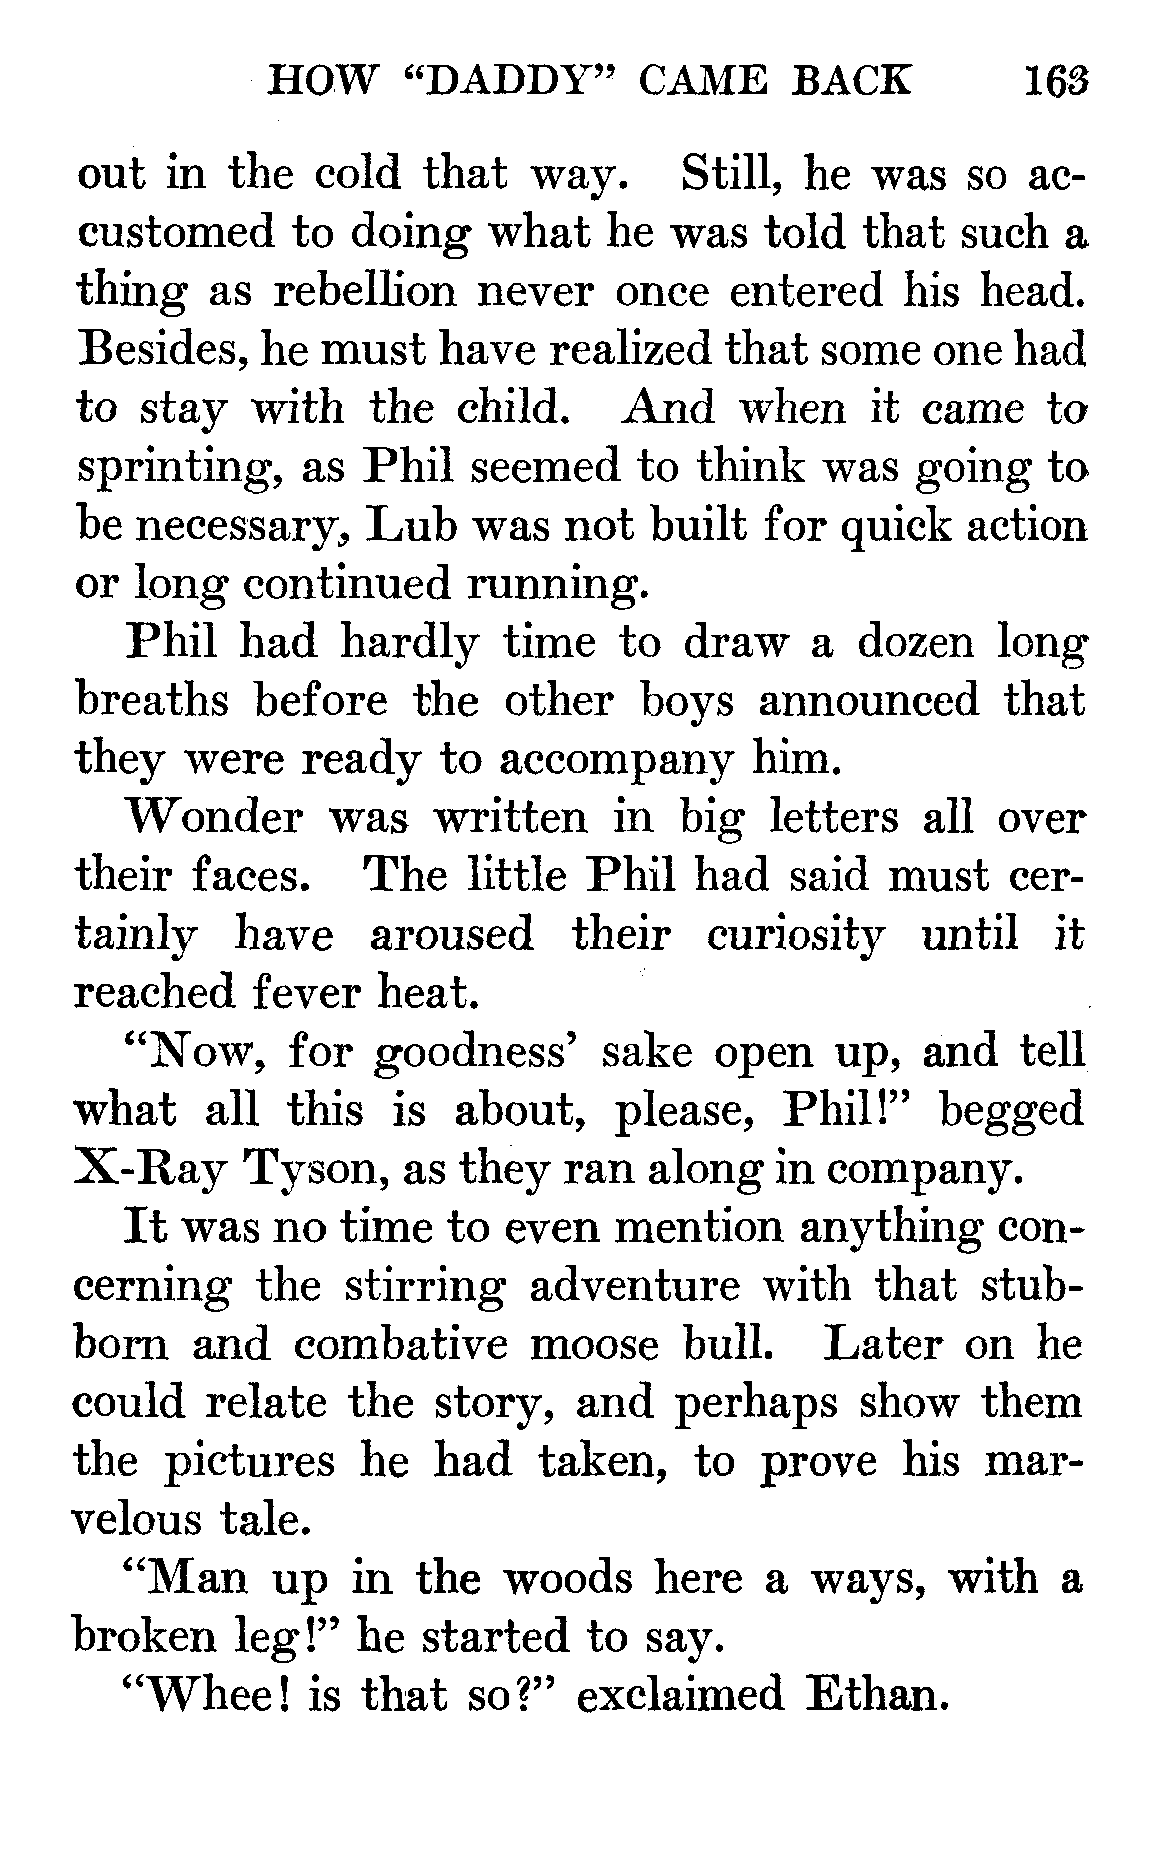 HOW "DADDY" CAME BACK 163
out in the cold that way. Still, he was so ac-
customed to doing what he was told that such a
thing as rebellion never once entered his head.
Besides, he must have realized that some one had
to stay with the child. And when it came to
sprinting, as Phil seemed to think was going to
be necessary, Lub was not built for quick action
or long continued running.
Phil had hardly time to draw a dozen long
breaths before the other boys announced that
they were ready to accompany him.
Wonder was written in big letters all over
their faces. The little Phil had said must cer-
tainly have aroused their curiosity until it
reached fever heat.
"Now, for goodness' sake open up, and tell
what all this is about, please, Phil!" begged
X-Ray Tyson, as they ran along in company.
It was no time to even mention anything con-
cerning the stirring adventure with that stub-
born and combative moose bull. Later on he
could relate the story, and perhaps show them
the pictures he had taken, to prove his mar-
velous tale.
"Man up in the woods here a ways, with a
broken leg!" he started to say.
"Whee! is that so?" exclaimed Ethan.